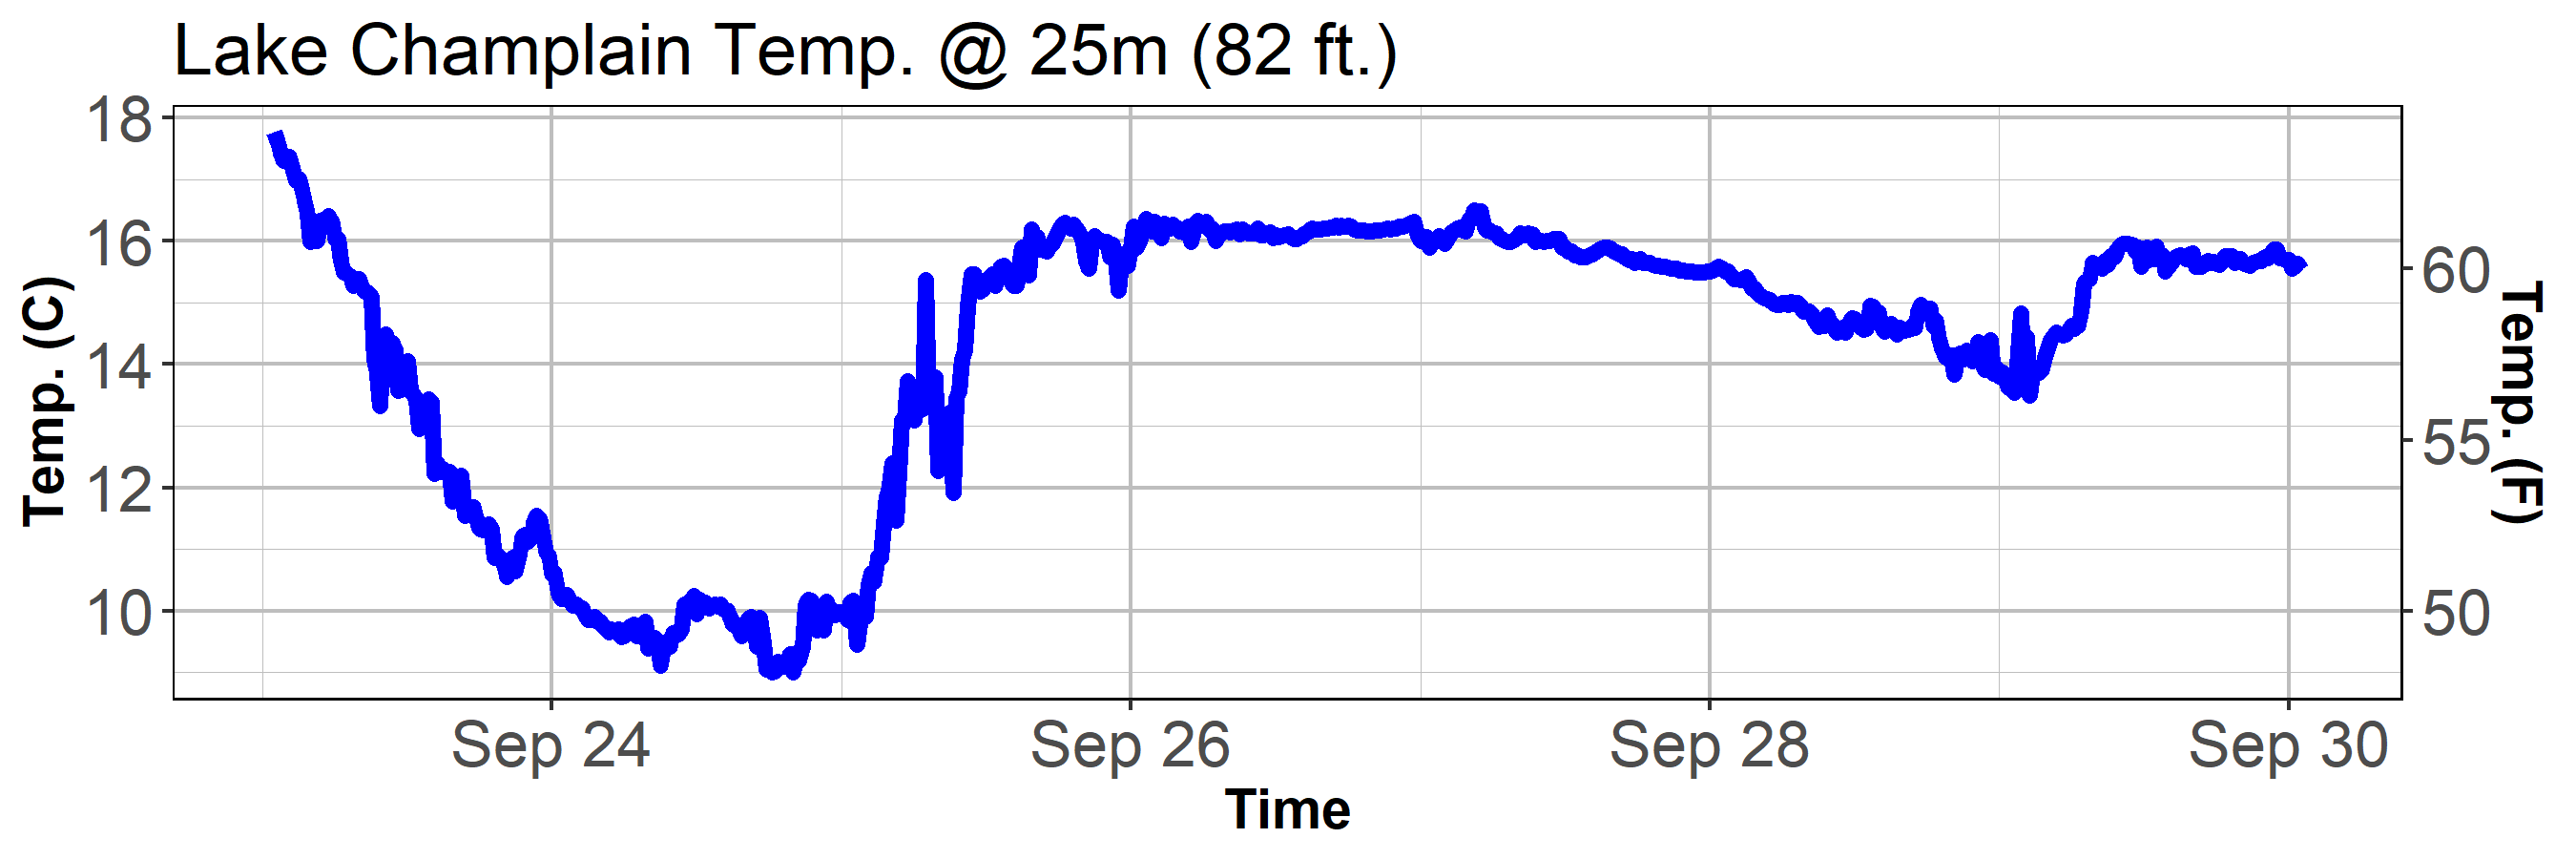 Lake Champlain Temp. @ 25m (82 ft.)
18
16
14
12
10
Temp. (C)
60
55
50
Temp. (F)
Sep 24
Sep 26
Sep 28
Sep 30
Time